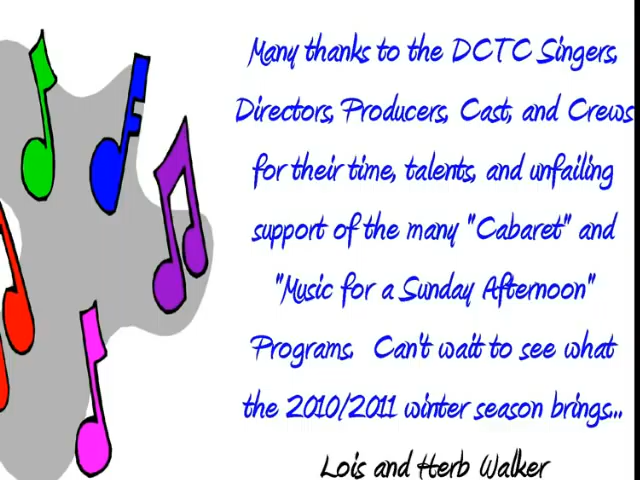 Many thanks to the DCTC Singers,
Directors, Producers, Cast, and Crews
for their time, talents, and unfailing
support of the many "Cabaret" and
"Music for a Sunday Afternoon"
Programs. Can't wait to see what
the 2010/2011 winter season brings...
Lois and Herb Walker